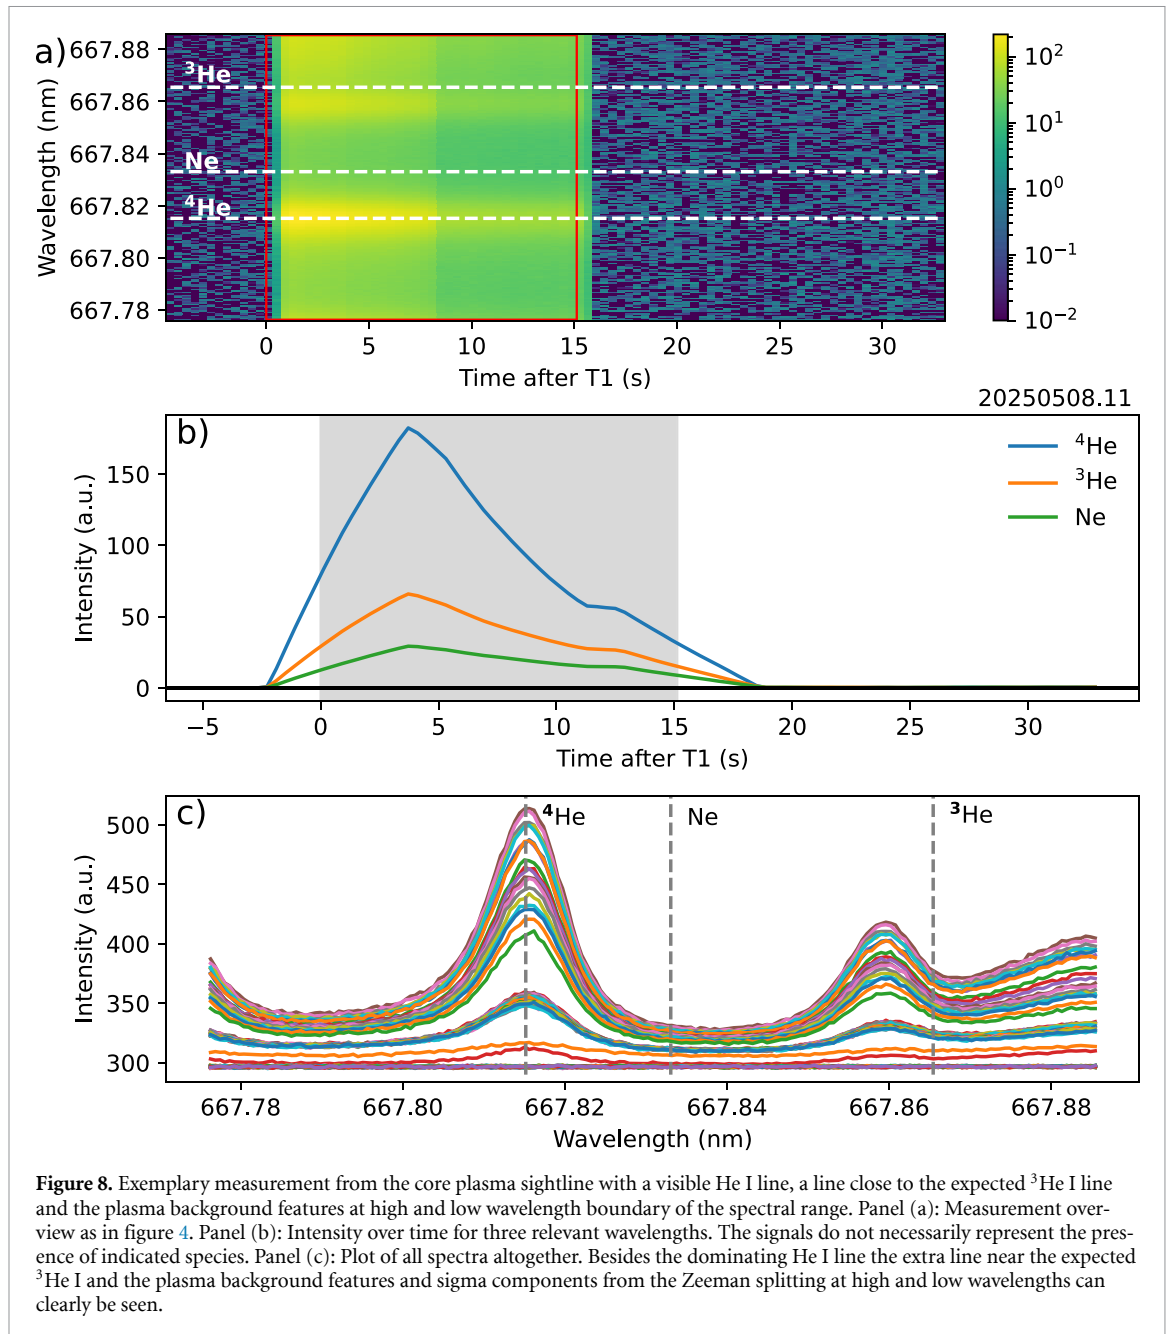 a)
667.88
667.86
667.84
667.82
667.80
667.78
Wavelength (nm)
³He
Ne
⁴He
10²
10¹
10⁰
10⁻¹
10⁻²
0 5 10 15 20 25 30
Time after T1 (s)
20250508.11
b)
⁴He
³He
Ne
150
100
50
0
Intensity (a.u.)
−5 0 5 10 15 20 25 30
Time after T1 (s)
c)
⁴He Ne ³He
500
450
400
350
300
Intensity (a.u.)
667.78 667.80 667.82 667.84 667.86 667.88
Wavelength (nm)
Figure 8. Exemplary measurement from the core plasma sightline with a visible He I line, a line close to the expected ³He I line
and the plasma background features at high and low wavelength boundary of the spectral range. Panel (a): Measurement over-
view as in figure 4. Panel (b): Intensity over time for three relevant wavelengths. The signals do not necessarily represent the pres-
ence of indicated species. Panel (c): Plot of all spectra altogether. Besides the dominating He I line the extra line near the expected
³He I and the plasma background features and sigma components from the Zeeman splitting at high and low wavelengths can
clearly be seen.